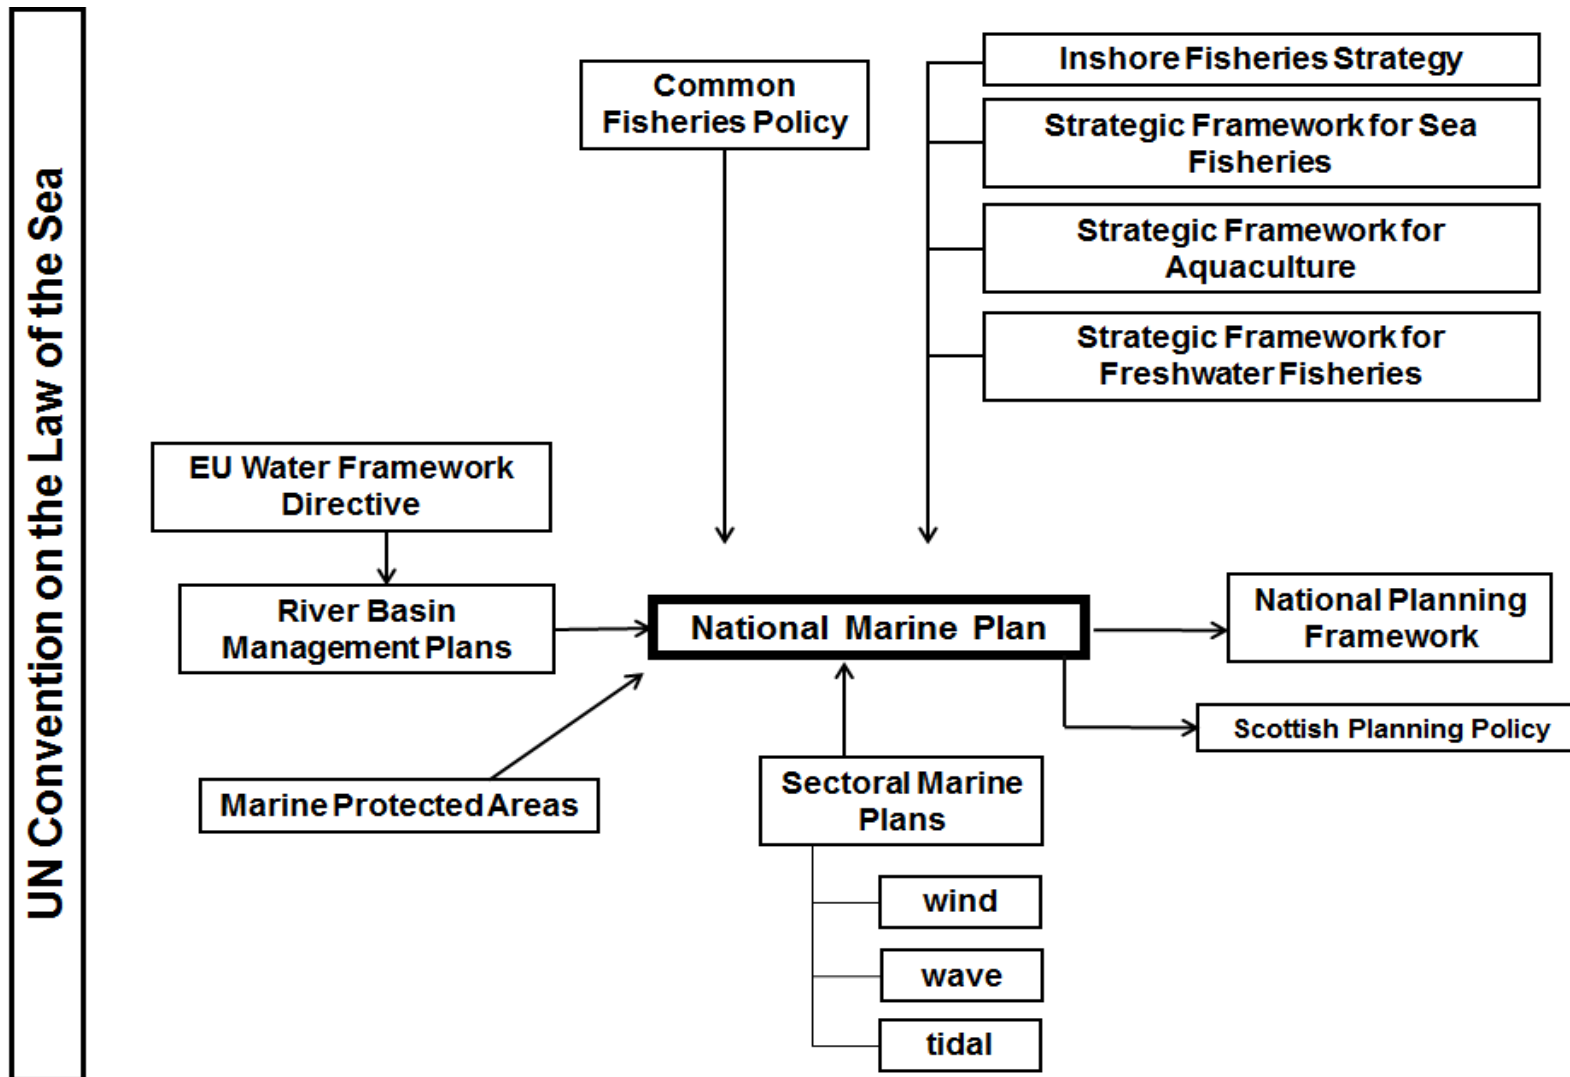 UN Convention on the Law of the Sea
Common
Fisheries Policy
Inshore Fisheries Strategy
Strategic Framework for Sea
Fisheries
Strategic Framework for
Aquaculture
Strategic Framework for
Freshwater Fisheries
EU Water Framework
Directive
River Basin
Management Plans
National Marine Plan
National Planning
Framework
Scottish Planning Policy
Marine Protected Areas
Sectoral Marine
Plans
wind
wave
tidal